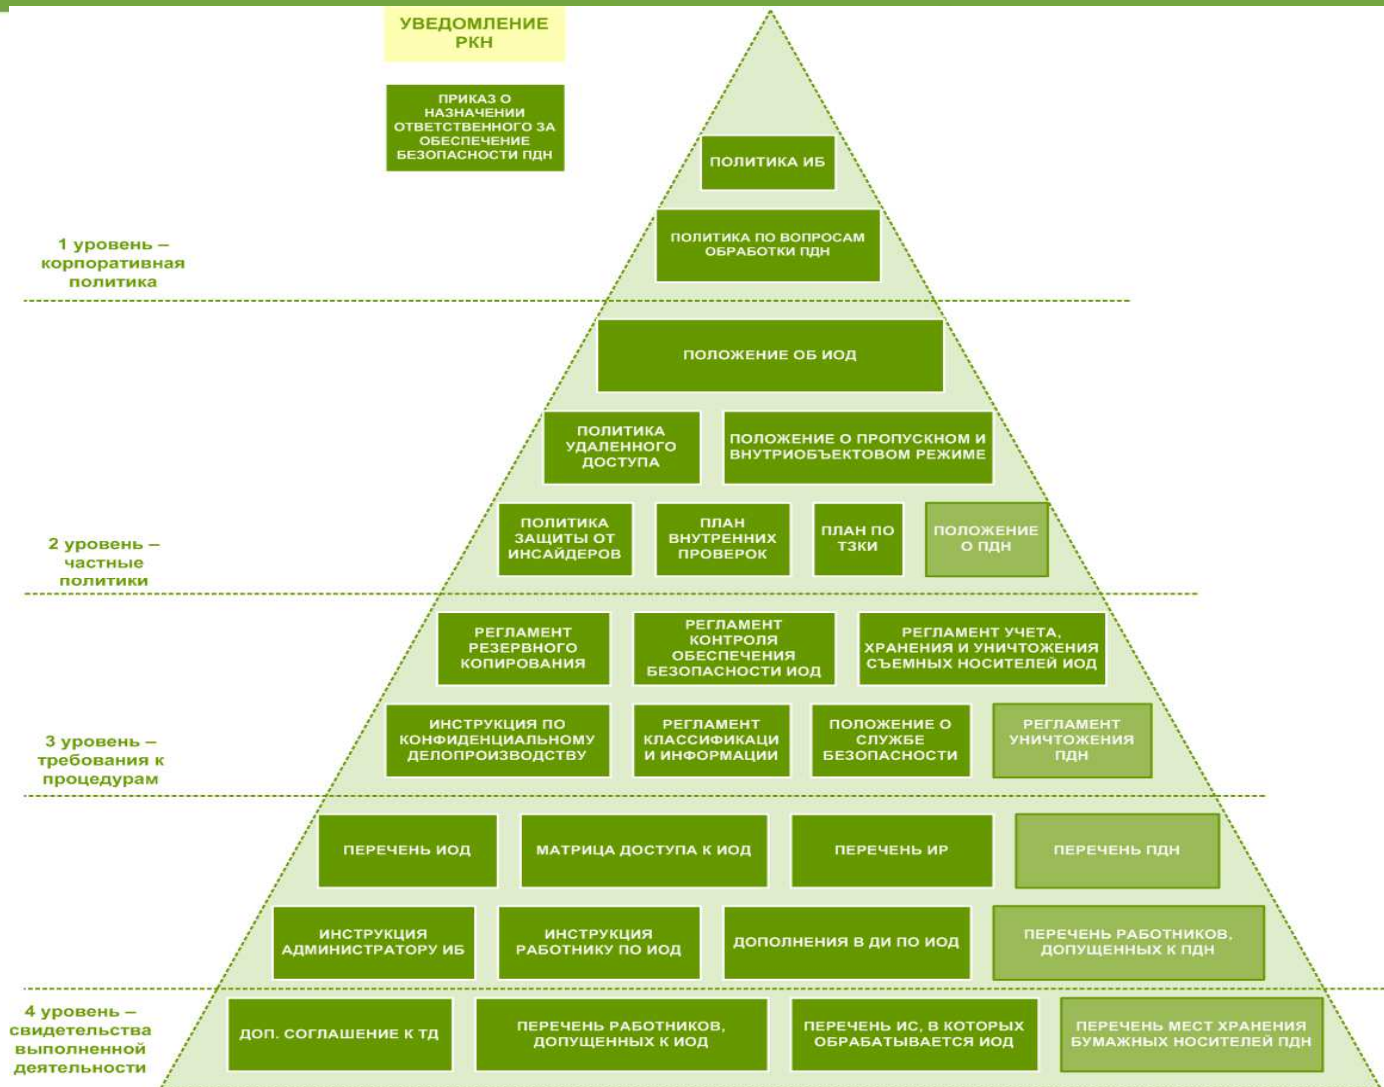 УВЕДОМЛЕНИЕ
РКН
ПРИКАЗ О
НАЗНАЧЕНИИ
ОТВЕТСТВЕННОГО ЗА
ОБЕСПЕЧЕНИЕ
БЕЗОПАСНОСТИ ПДН
ПОЛИТИКА ИБ
ПОЛИТИКА ПО ВОПРОСАМ
ОБРАБОТКИ ПДН
1 уровень –
корпоративная
политика
ПОЛОЖЕНИЕ ОБ ИОД
ПОЛИТИКА
УДАЛЕННОГО
ДОСТУПА
ПОЛОЖЕНИЕ О ПРОПУСКНОМ И
ВНУТРИОБЪЕКТОВОМ РЕЖИМЕ
ПОЛИТИКА
ЗАЩИТЫ ОТ
ИНСАЙДЕРОВ
ПЛАН
ВНУТРЕННИХ
ПРОВЕРОК
ПЛАН ПО
ТЗКИ
ПОЛОЖЕНИЕ
О ПДН
2 уровень –
частные
политики
РЕГЛАМЕНТ
РЕЗЕРВНОГО
КОПИРОВАНИЯ
РЕГЛАМЕНТ
КОНТРОЛЯ
ОБЕСПЕЧЕНИЯ
БЕЗОПАСНОСТИ ИОД
РЕГЛАМЕНТ УЧЕТА,
ХРАНЕНИЯ И УНИЧТОЖЕНИЯ
СЪЕМНЫХ НОСИТЕЛЕЙ ИОД
ИНСТРУКЦИЯ ПО
КОНФИДЕНЦИАЛЬНОМУ
ДЕЛОПРОИЗВОДСТВУ
РЕГЛАМЕНТ
КЛАССИФИКАЦИ
И ИНФОРМАЦИИ
ПОЛОЖЕНИЕ О
СЛУЖБЕ
БЕЗОПАСНОСТИ
РЕГЛАМЕНТ
УНИЧТОЖЕНИЯ
ПДН
3 уровень –
требования к
процедурам
ПЕРЕЧЕНЬ ИОД
МАТРИЦА ДОСТУПА К ИОД
ПЕРЕЧЕНЬ ИР
ПЕРЕЧЕНЬ ПДН
ИНСТРУКЦИЯ
АДМИНИСТРАТОРУ ИБ
ИНСТРУКЦИЯ
РАБОТНИКУ ПО ИОД
ДОПОЛНЕНИЯ В ДИ ПО ИОД
ПЕРЕЧЕНЬ РАБОТНИКОВ,
ДОПУЩЕННЫХ К ПДН
4 уровень –
свидетельства
выполненной
деятельности
ДОП. СОГЛАШЕНИЕ К ТД
ПЕРЕЧЕНЬ РАБОТНИКОВ,
ДОПУЩЕННЫХ К ИОД
ПЕРЕЧЕНЬ ИС, В КОТОРЫХ
ОБРАБАТЫВАЕТСЯ ИОД
ПЕРЕЧЕНЬ МЕСТ ХРАНЕНИЯ
БУМАЖНЫХ НОСИТЕЛЕЙ ПДН